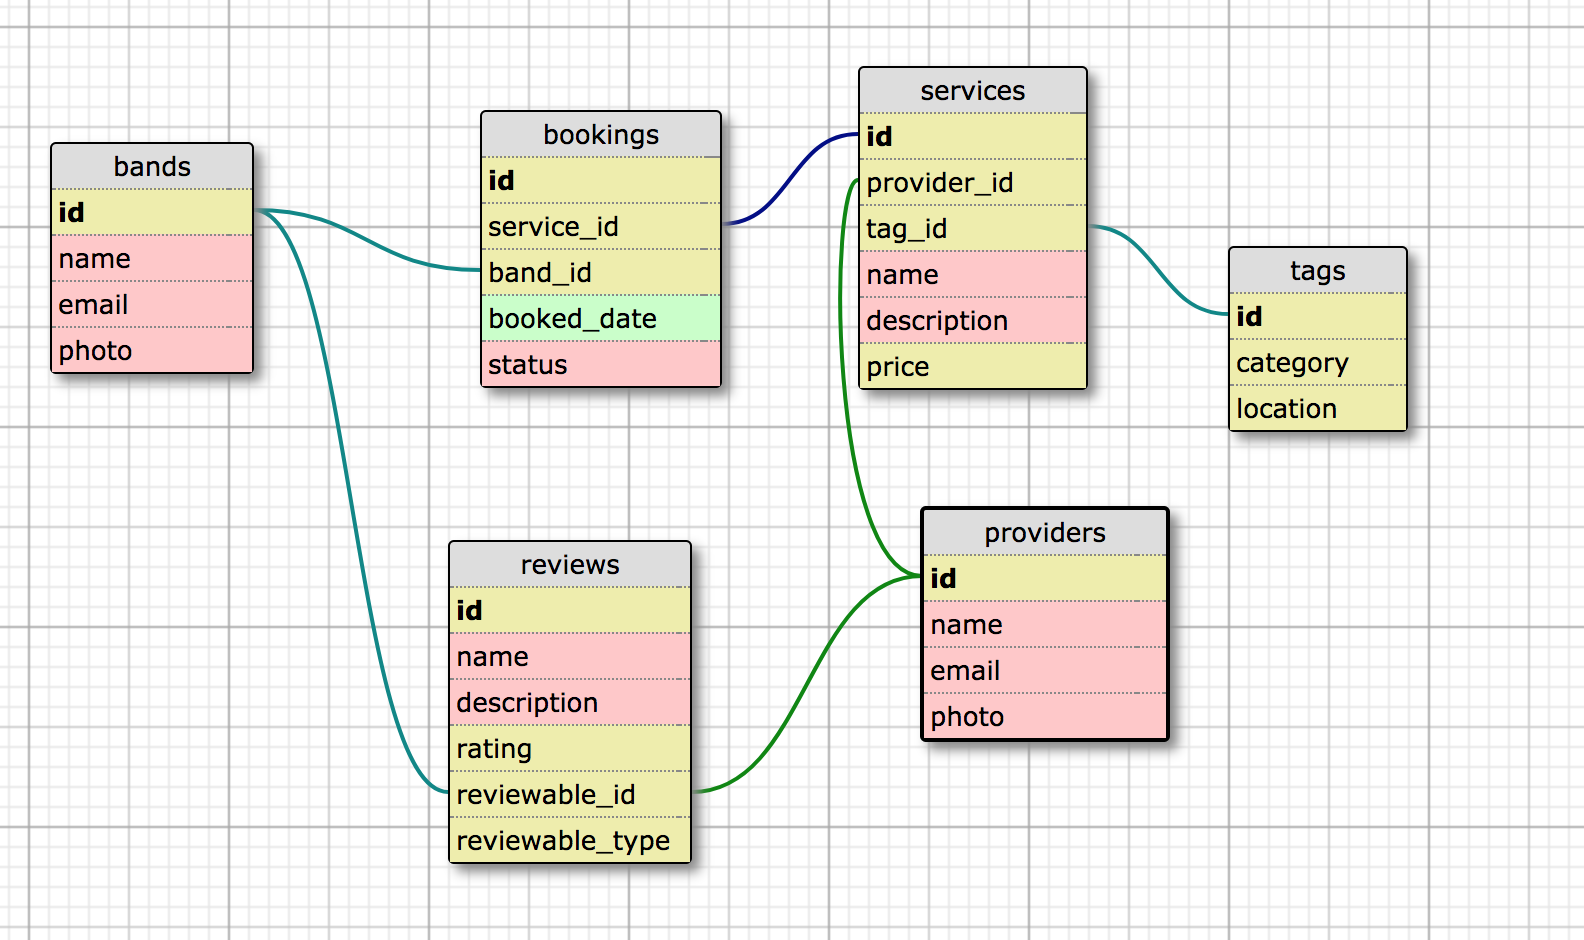 bands
id
name
email
photo
bookings
id
service_id
band_id
booked_date
status
services
id
provider_id
tag_id
name
description
price
tags
id
category
location
reviews
id
name
description
rating
reviewable_id
reviewable_type
providers
id
name
email
photo